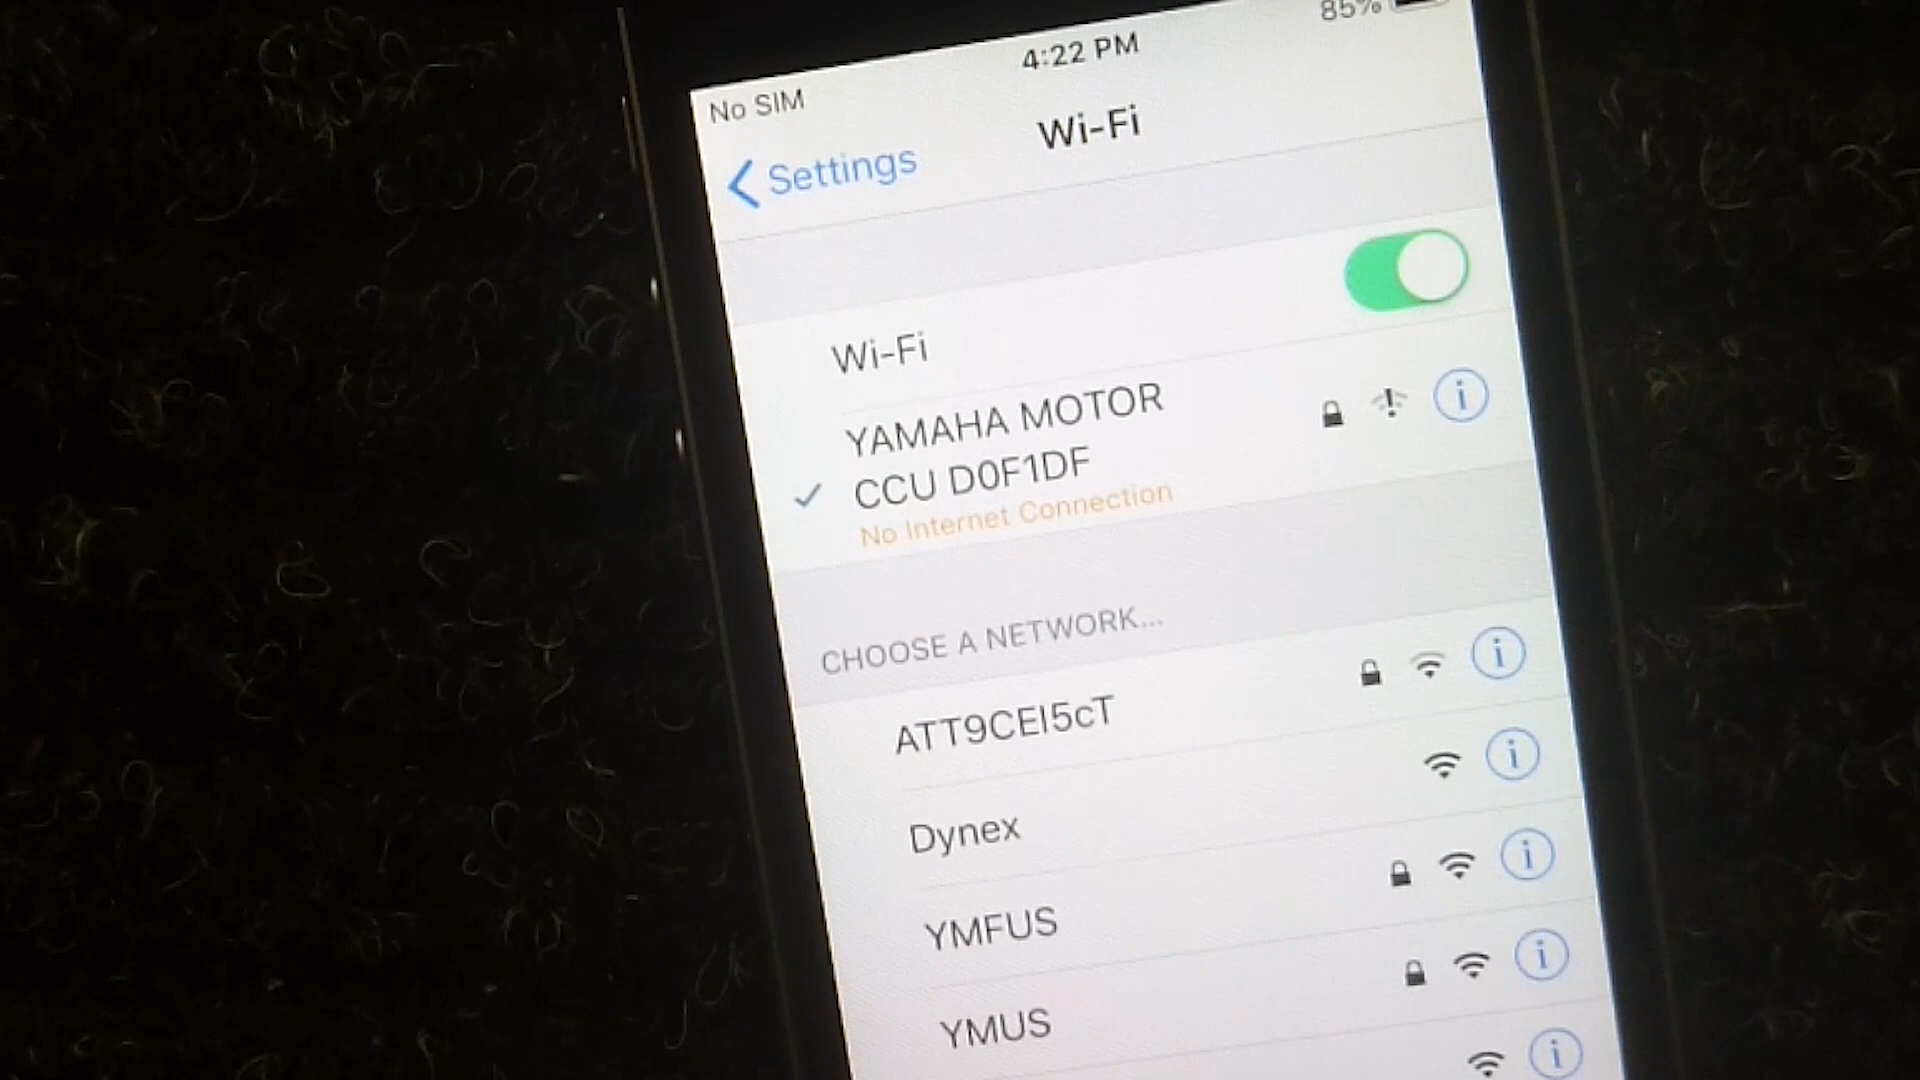 85%
4:22 PM
No SIM
Settings
Wi-Fi
Wi-Fi
YAMAHA MOTOR
CCU D0F1DF
No Internet Connection
CHOOSE A NETWORK...
ATT9CEI5cT
Dynex
YMFUS
YMUS